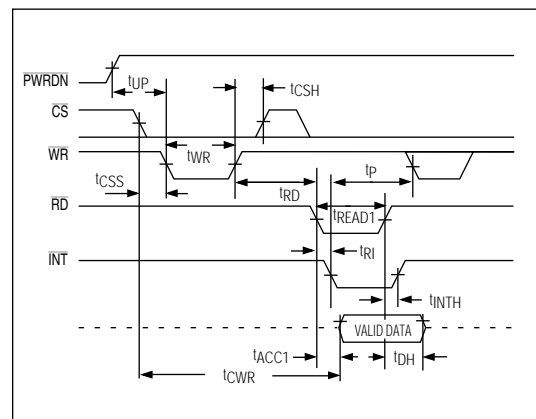 PWRDN
tUP
tCSH
CS
tWR
WR
tCSS
tP
tRD
RD
tREAD1
tRI
INT
tINTH
VALID DATA
tACC1
tDH
tCWR